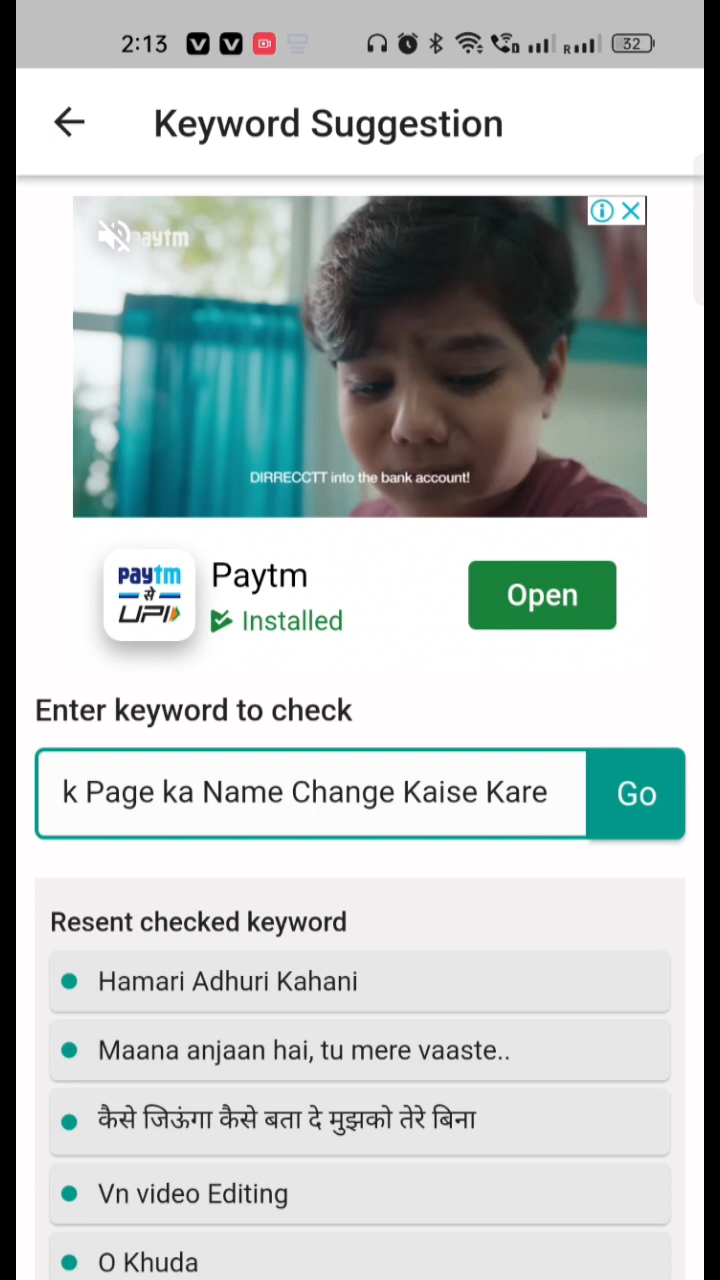 2:13
R
32
Keyword Suggestion
paytm
DIRRECCTT into the bank account!
paytm
से
UPI
Paytm
Installed
Open
Enter keyword to check
k Page ka Name Change Kaise Kare
Go
Resent checked keyword
Hamari Adhuri Kahani
Maana anjaan hai, tu mere vaaste..
कैसे जिऊंगा कैसे बता दे मुझको तेरे बिना
Vn video Editing
O Khuda